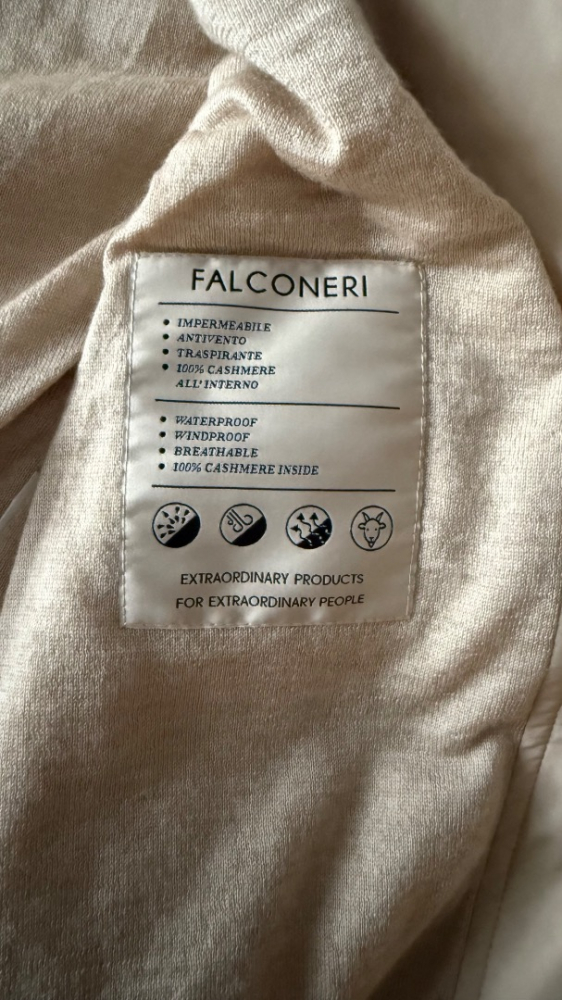 FALCONERI
• IMPERMEABILE
• ANTIVENTO
• TRASPIRANTE
• 100% CASHMERE
ALL'INTERNO
• WATERPROOF
• WINDPROOF
• BREATHABLE
• 100% CASHMERE INSIDE
EXTRAORDINARY PRODUCTS
FOR EXTRAORDINARY PEOPLE